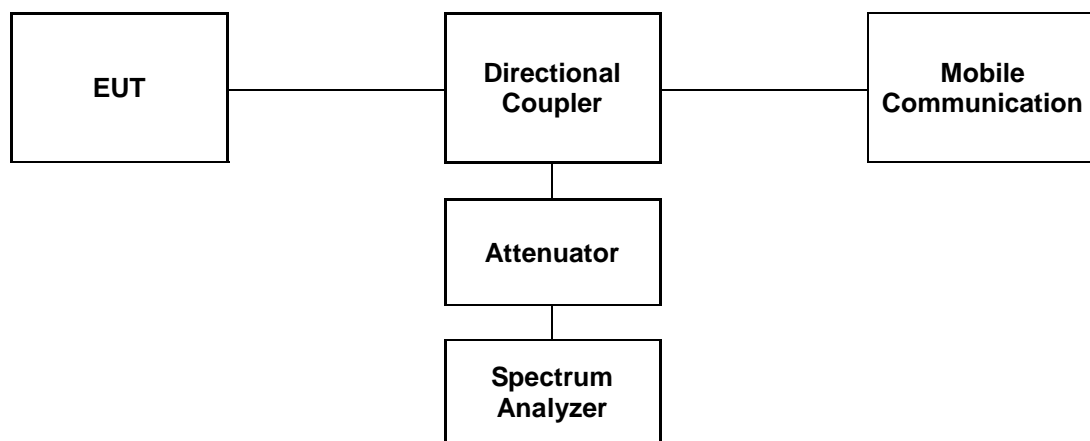 EUT
Directional
Coupler
Mobile
Communication
Attenuator
Spectrum
Analyzer